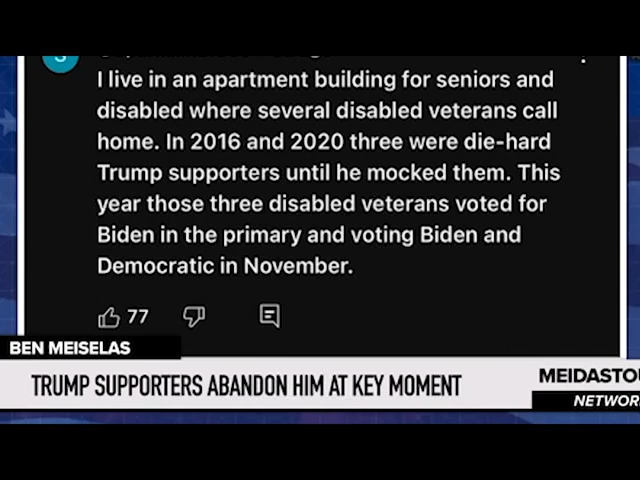 I live in an apartment building for seniors and
disabled where several disabled veterans call
home. In 2016 and 2020 three were die-hard
Trump supporters until he mocked them. This
year those three disabled veterans voted for
Biden in the primary and voting Biden and
Democratic in November.
77
BEN MEISELAS
TRUMP SUPPORTERS ABANDON HIM AT KEY MOMENT
MEIDASTOU
NETWOR